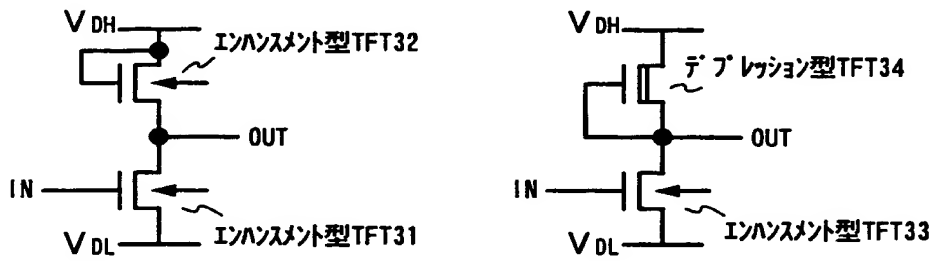 VDH
エンハンスメント型TFT32
OUT
IN
エンハンスメント型TFT31
VDL
VDH
デプレッション型TFT34
OUT
IN
エンハンスメント型TFT33
VDL